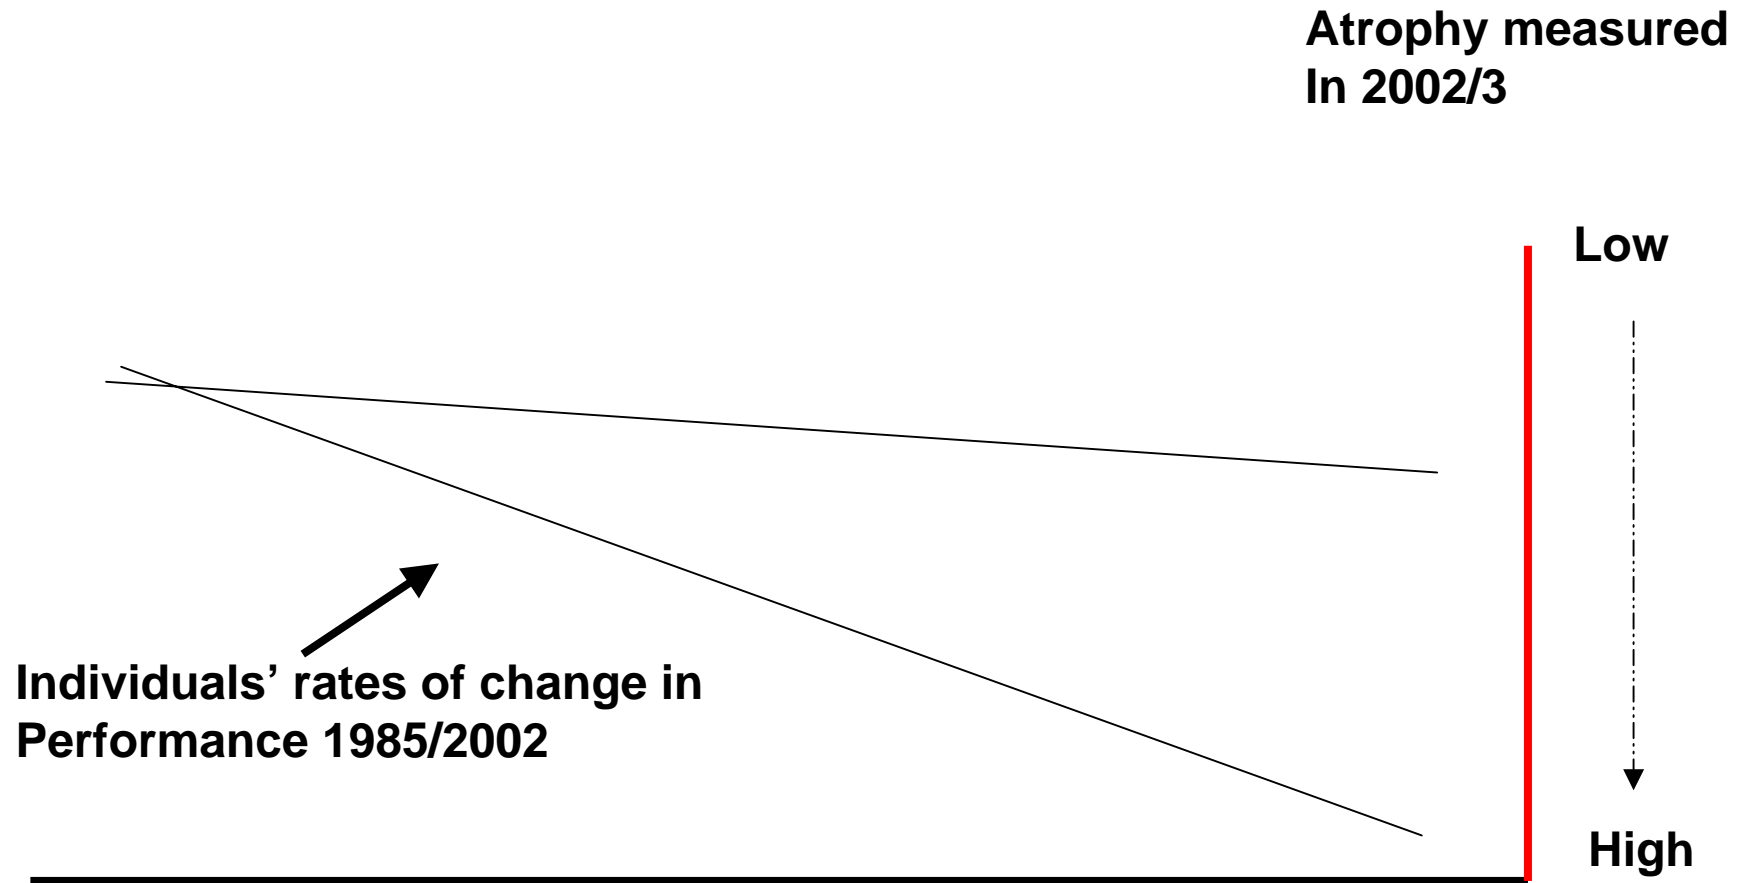 Atrophy measured
In 2002/3
Low
Individuals’ rates of change in
Performance 1985/2002
High